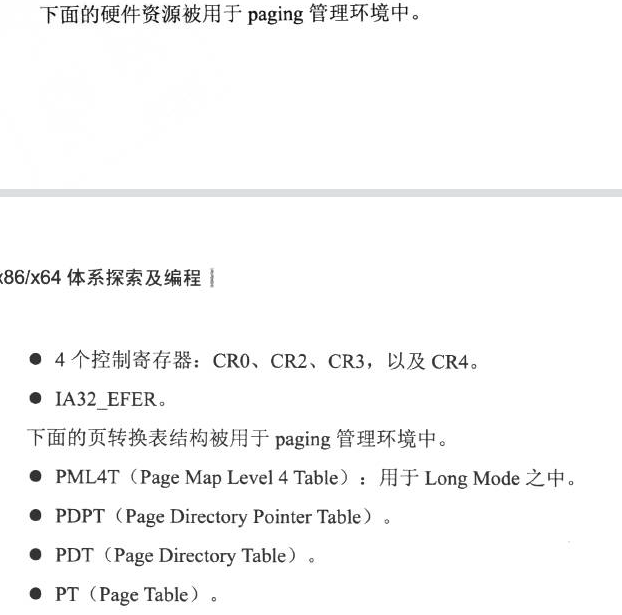 下面的硬件资源被用于 paging 管理环境中。
x86/x64 体系探索及编程
● 4 个控制寄存器：CR0、CR2、CR3，以及 CR4。
● IA32_EFER。
下面的页转换表结构被用于 paging 管理环境中。
● PML4T（Page Map Level 4 Table）：用于 Long Mode 之中。
● PDPT（Page Directory Pointer Table）。
● PDT（Page Directory Table）。
● PT（Page Table）。